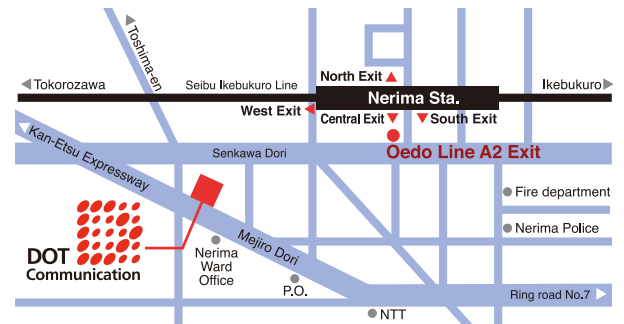 Toshima-en
North Exit
Tokorozawa
Seibu Ikebukuro Line
Ikebukuro
Nerima Sta.
West Exit
Central Exit
South Exit
Kan-Etsu Expressway
Senkawa Dori
Oedo Line A2 Exit
Fire department
Nerima Police
DOT
Communication
Nerima
Ward
Office
Mejiro Dori
P.O.
Ring road No.7
NTT